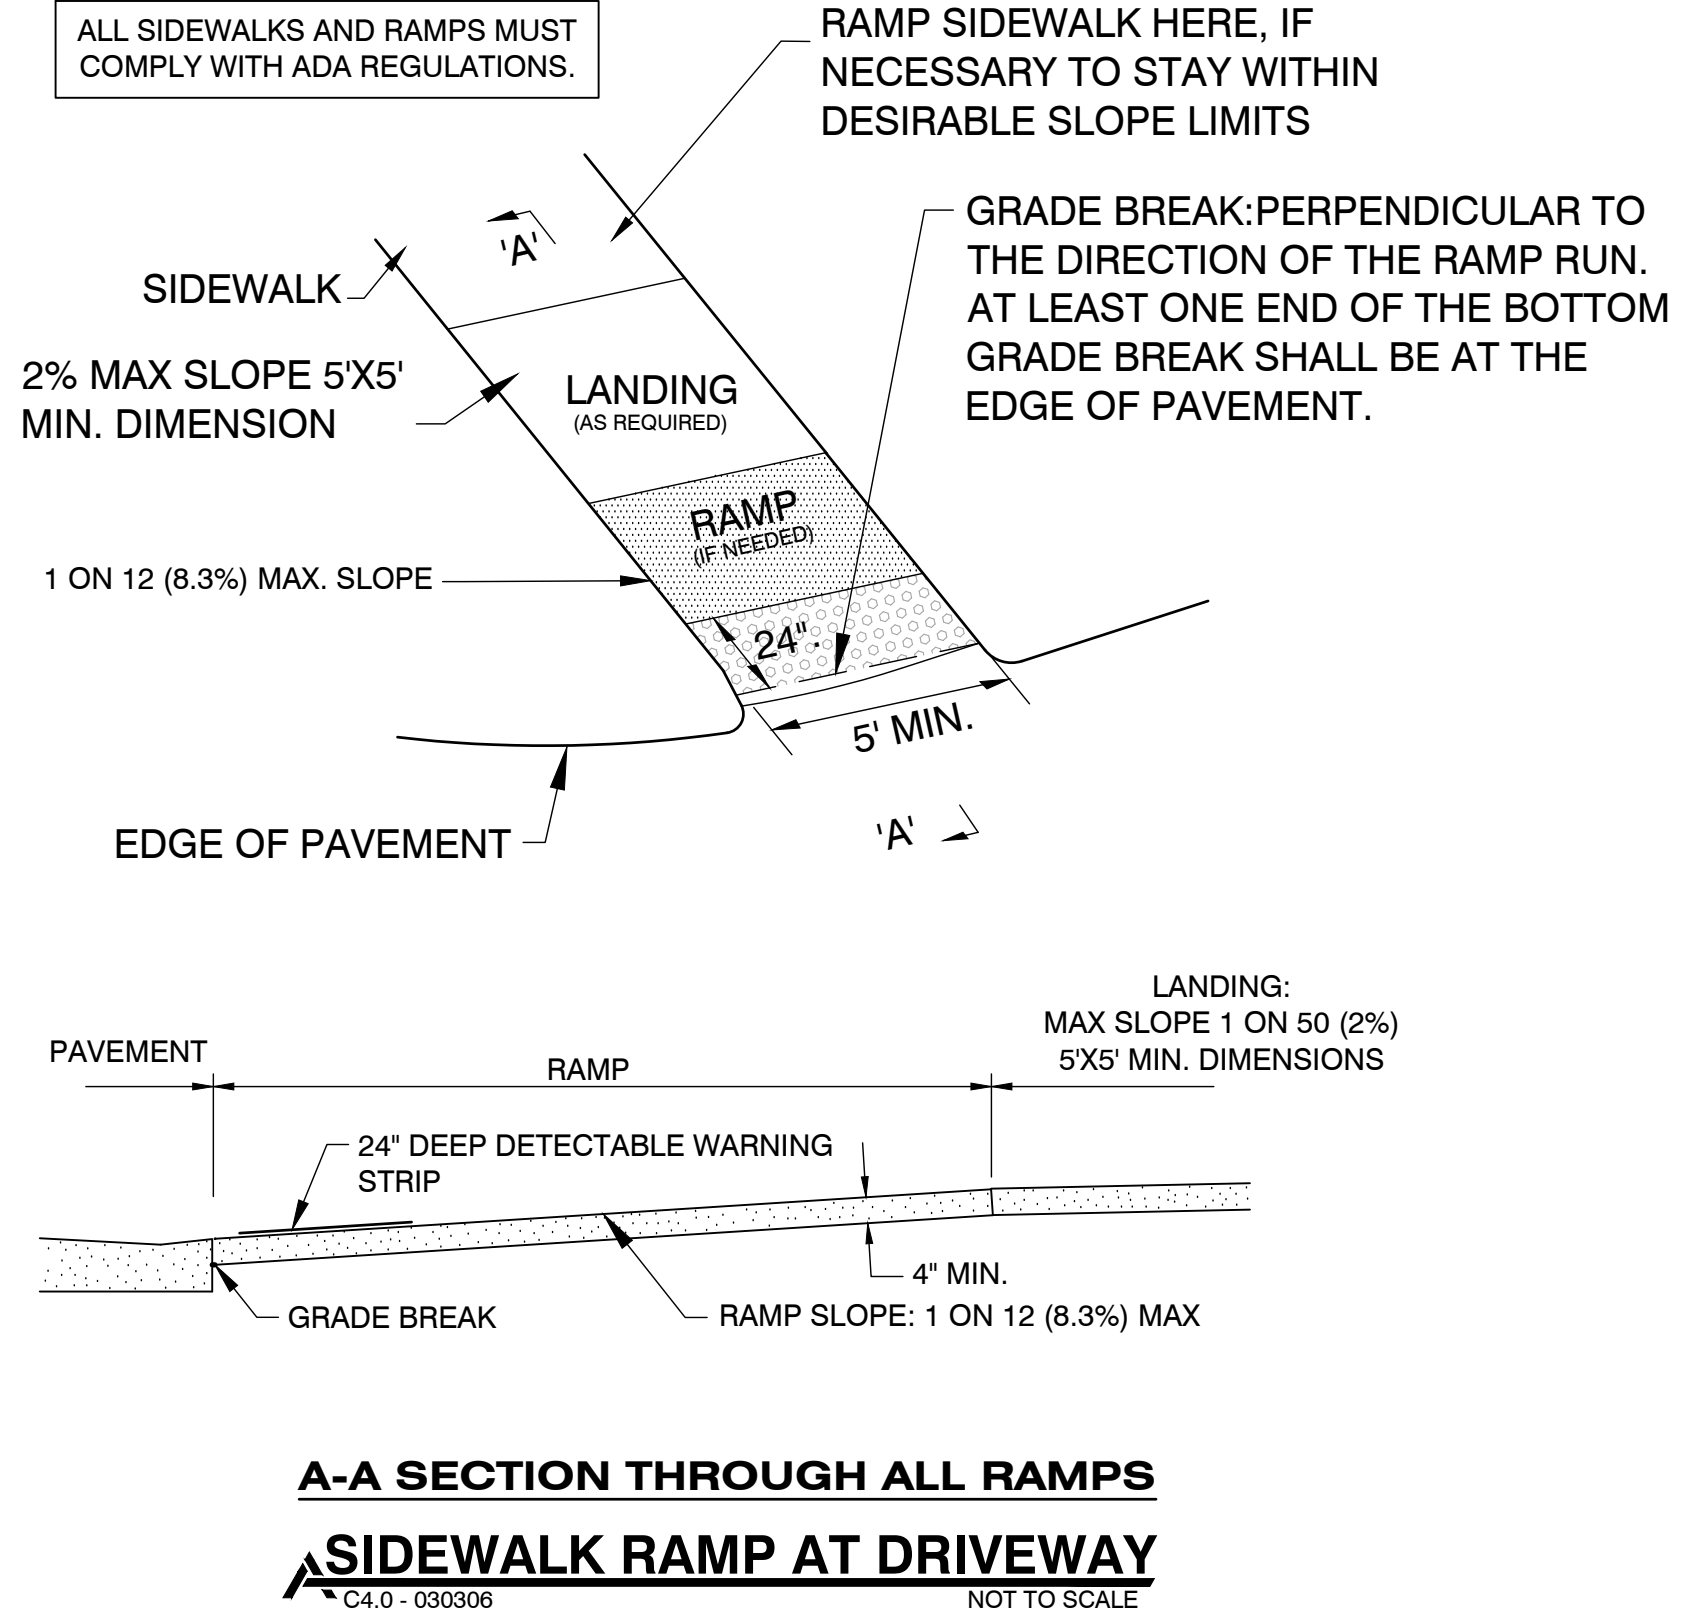 ALL SIDEWALKS AND RAMPS MUST
COMPLY WITH ADA REGULATIONS.
RAMP SIDEWALK HERE, IF
NECESSARY TO STAY WITHIN
DESIRABLE SLOPE LIMITS
'A'
SIDEWALK
GRADE BREAK:PERPENDICULAR TO
THE DIRECTION OF THE RAMP RUN.
AT LEAST ONE END OF THE BOTTOM
GRADE BREAK SHALL BE AT THE
EDGE OF PAVEMENT.
2% MAX SLOPE 5'X5'
MIN. DIMENSION
LANDING
(AS REQUIRED)
RAMP
(IF NEEDED)
1 ON 12 (8.3%) MAX. SLOPE
24".
5' MIN.
EDGE OF PAVEMENT
'A'
LANDING:
MAX SLOPE 1 ON 50 (2%)
5'X5' MIN. DIMENSIONS
PAVEMENT
RAMP
24" DEEP DETECTABLE WARNING
STRIP
4" MIN.
GRADE BREAK
RAMP SLOPE: 1 ON 12 (8.3%) MAX
A-A SECTION THROUGH ALL RAMPS
SIDEWALK RAMP AT DRIVEWAY
C4.0 - 030306
NOT TO SCALE